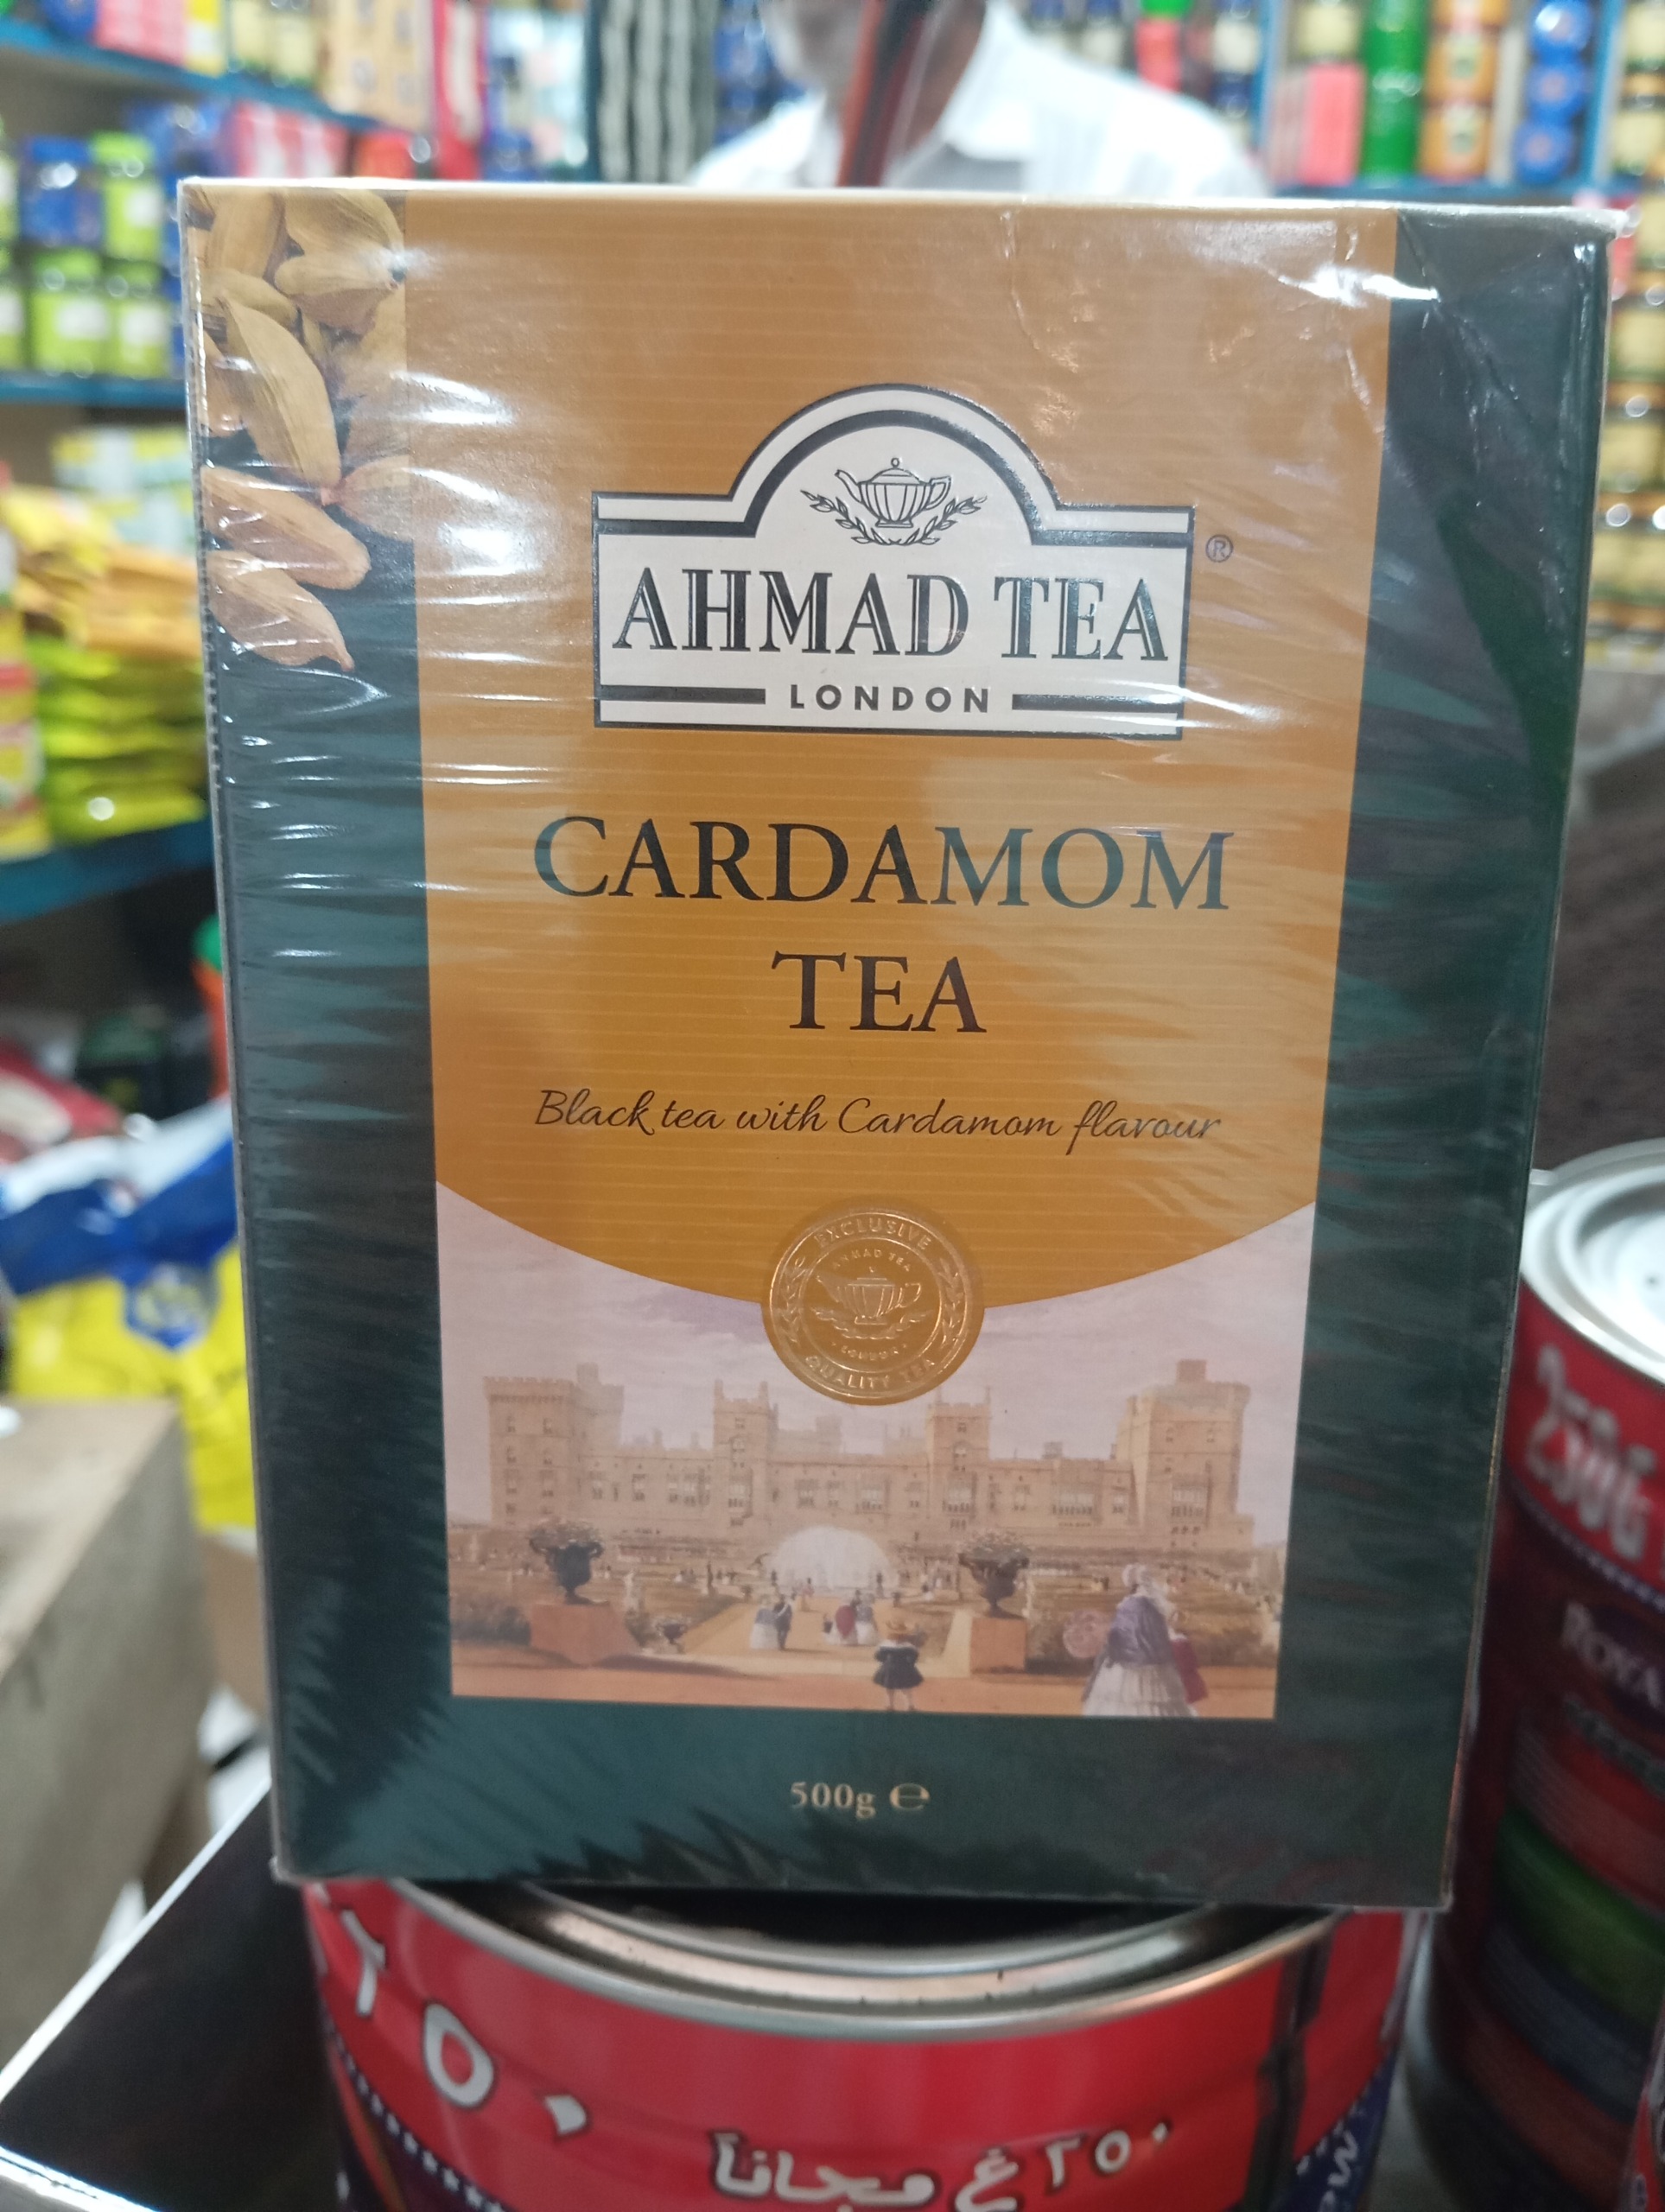 AHMAD TEA
®
LONDON
CARDAMOM
TEA
Black tea with Cardamom flavour
EXCLUSIVE
AHMAD TEA
LONDON
QUALITY TEA
500g ℮
٢٥٠
٢٥٠ غ مجاناً